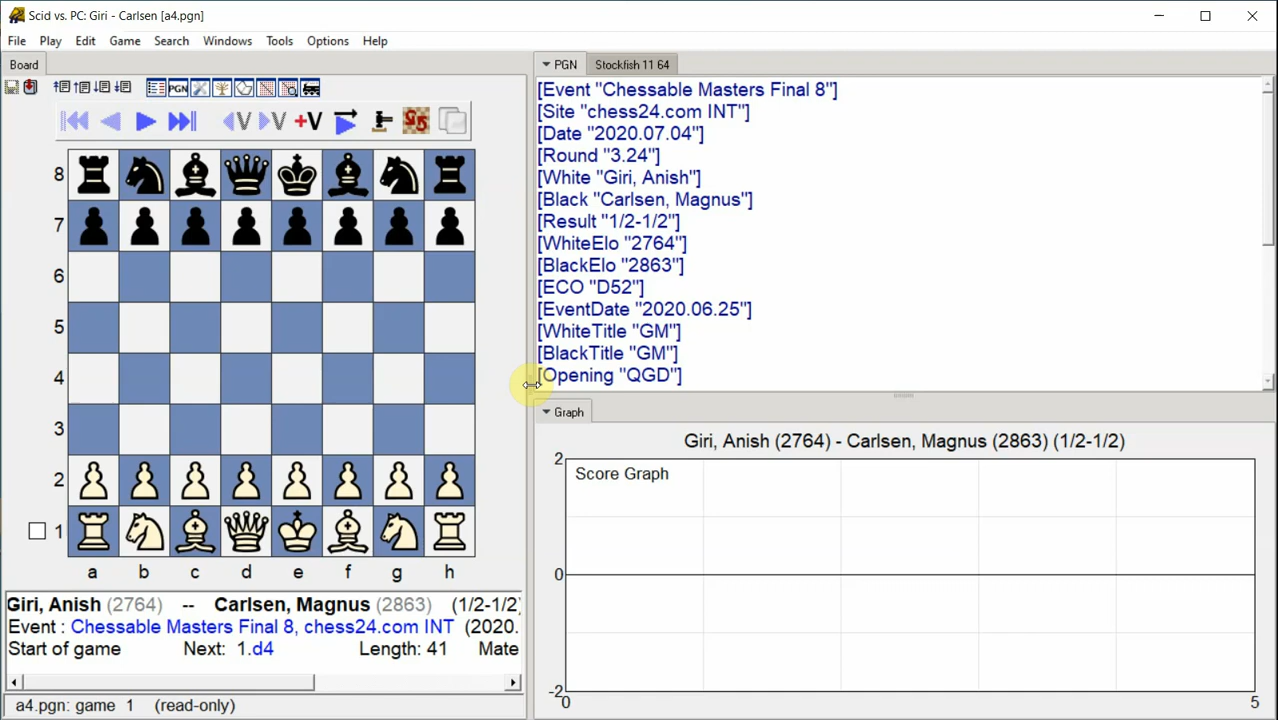 Scid vs. PC: Giri - Carlsen [a4.pgn]
File Play Edit Game Search Windows Tools Options Help
Board
PGN
V V +V
8
7
6
5
4
3
2
1
a b c d e f g h
Giri, Anish (2764) -- Carlsen, Magnus (2863) (1/2-1/2)
Event : Chessable Masters Final 8, chess24.com INT (2020.
Start of game Next: 1.d4 Length: 41 Mate
a4.pgn: game 1 (read-only)
PGN Stockfish 11 64
[Event "Chessable Masters Final 8"]
[Site "chess24.com INT"]
[Date "2020.07.04"]
[Round "3.24"]
[White "Giri, Anish"]
[Black "Carlsen, Magnus"]
[Result "1/2-1/2"]
[WhiteElo "2764"]
[BlackElo "2863"]
[ECO "D52"]
[EventDate "2020.06.25"]
[WhiteTitle "GM"]
[BlackTitle "GM"]
[Opening "QGD"]
Graph
Giri, Anish (2764) - Carlsen, Magnus (2863) (1/2-1/2)
2
Score Graph
0
-2
0 5